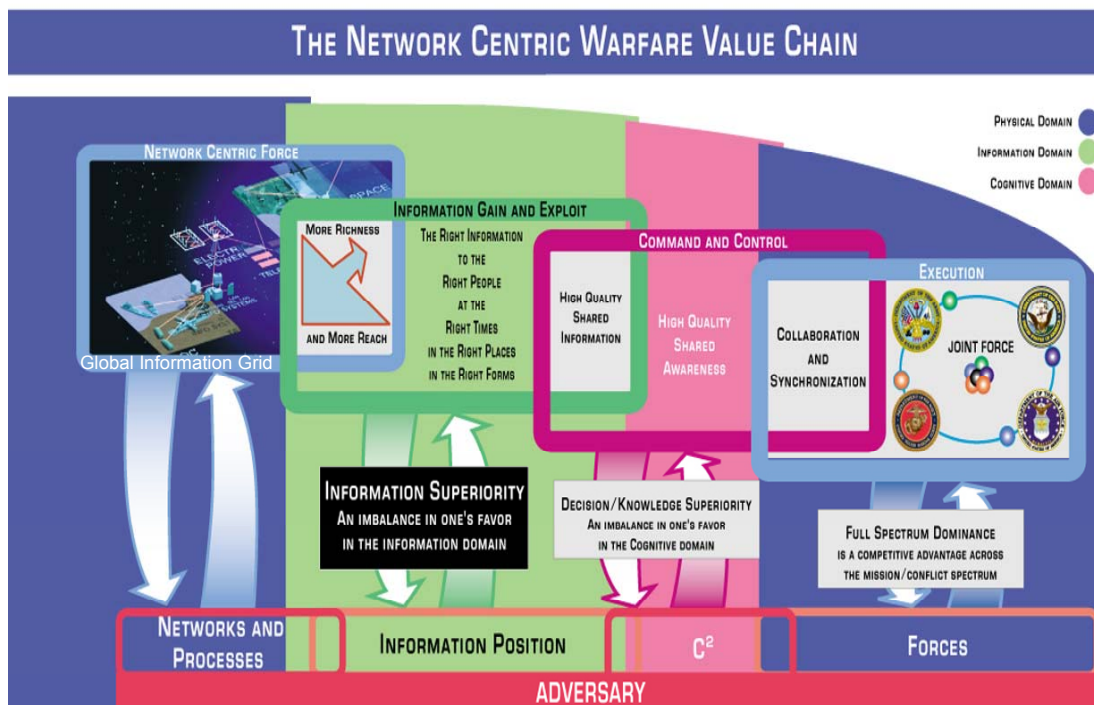 THE NETWORK CENTRIC WARFARE VALUE CHAIN
PHYSICAL DOMAIN
INFORMATION DOMAIN
COGNITIVE DOMAIN
NETWORK CENTRIC FORCE
SPACE
POWER
Global Information Grid
INFORMATION GAIN AND EXPLOIT
MORE RICHNESS
AND MORE REACH
THE RIGHT INFORMATION
TO THE
RIGHT PEOPLE
AT THE
RIGHT TIMES
IN THE RIGHT PLACES
IN THE RIGHT FORMS
COMMAND AND CONTROL
HIGH QUALITY
SHARED
INFORMATION
HIGH QUALITY
SHARED
AWARENESS
EXECUTION
COLLABORATION
AND
SYNCHRONIZATION
JOINT FORCE
INFORMATION SUPERIORITY
AN IMBALANCE IN ONE'S FAVOR
IN THE INFORMATION DOMAIN
DECISION/KNOWLEDGE SUPERIORITY
AN IMBALANCE IN ONE'S FAVOR
IN THE COGNITIVE DOMAIN
FULL SPECTRUM DOMINANCE
IS A COMPETITIVE ADVANTAGE ACROSS
THE MISSION/CONFLICT SPECTRUM
NETWORKS AND
PROCESSES
INFORMATION POSITION
C²
FORCES
ADVERSARY